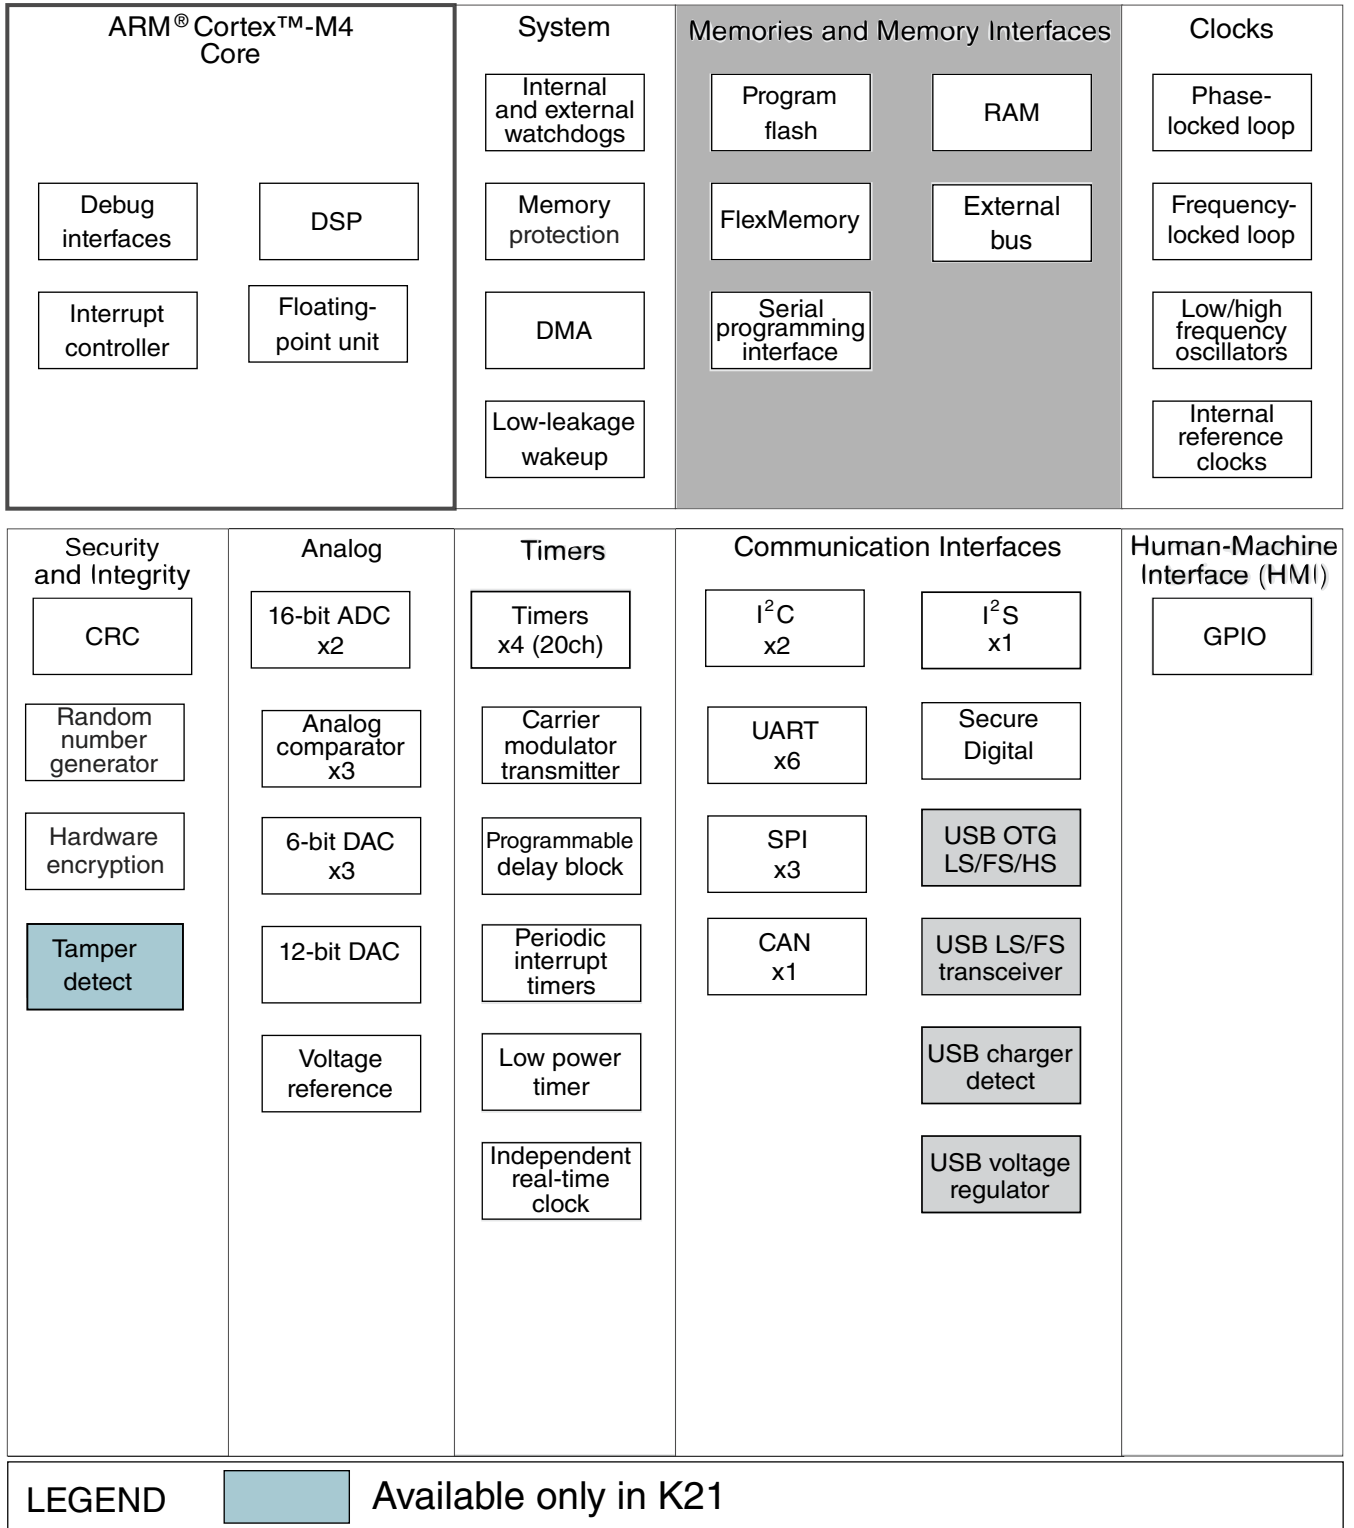 ARM® Cortex™-M4
Core
Debug
interfaces
DSP
Interrupt
controller
Floating-
point unit
System
Internal
and external
watchdogs
Memory
protection
DMA
Low-leakage
wakeup
Memories and Memory Interfaces
Program
flash
RAM
FlexMemory
External
bus
Serial
programming
interface
Clocks
Phase-
locked loop
Frequency-
locked loop
Low/high
frequency
oscillators
Internal
reference
clocks
Security
and Integrity
CRC
Random
number
generator
Hardware
encryption
Tamper
detect
Analog
16-bit ADC
x2
Analog
comparator
x3
6-bit DAC
x3
12-bit DAC
Voltage
reference
Timers
Timers
x4 (20ch)
Carrier
modulator
transmitter
Programmable
delay block
Periodic
interrupt
timers
Low power
timer
Independent
real-time
clock
Communication Interfaces
I²C
x2
I²S
x1
UART
x6
Secure
Digital
SPI
x3
USB OTG
LS/FS/HS
CAN
x1
USB LS/FS
transceiver
USB charger
detect
USB voltage
regulator
Human-Machine
Interface (HMI)
GPIO
LEGEND
Available only in K21